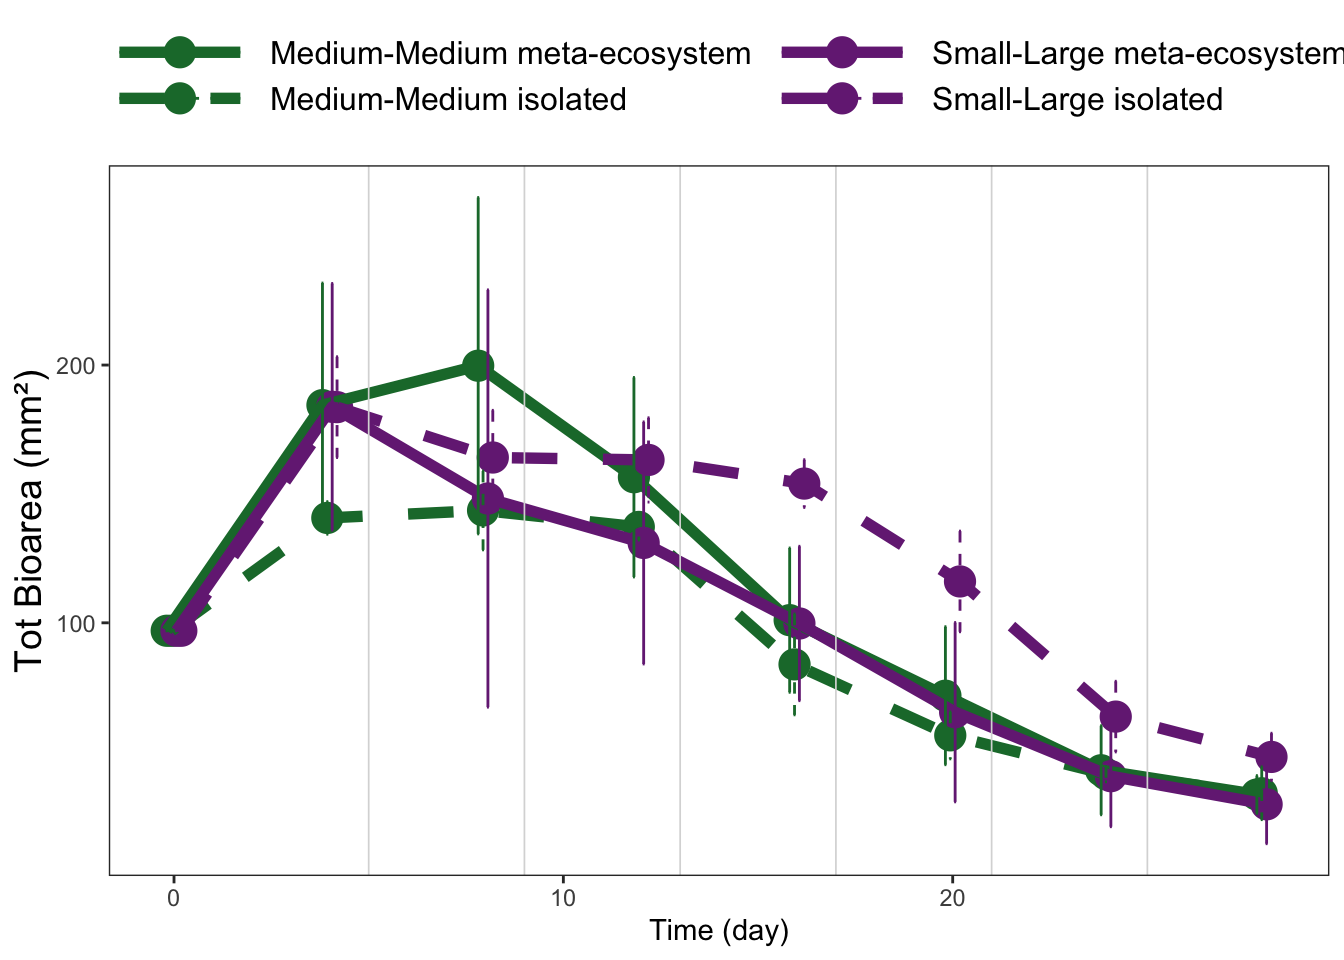 Medium-Medium meta-ecosystem
Small-Large meta-ecosystem
Medium-Medium isolated
Small-Large isolated
Tot Bioarea (mm²)
200
100
0
10
20
Time (day)